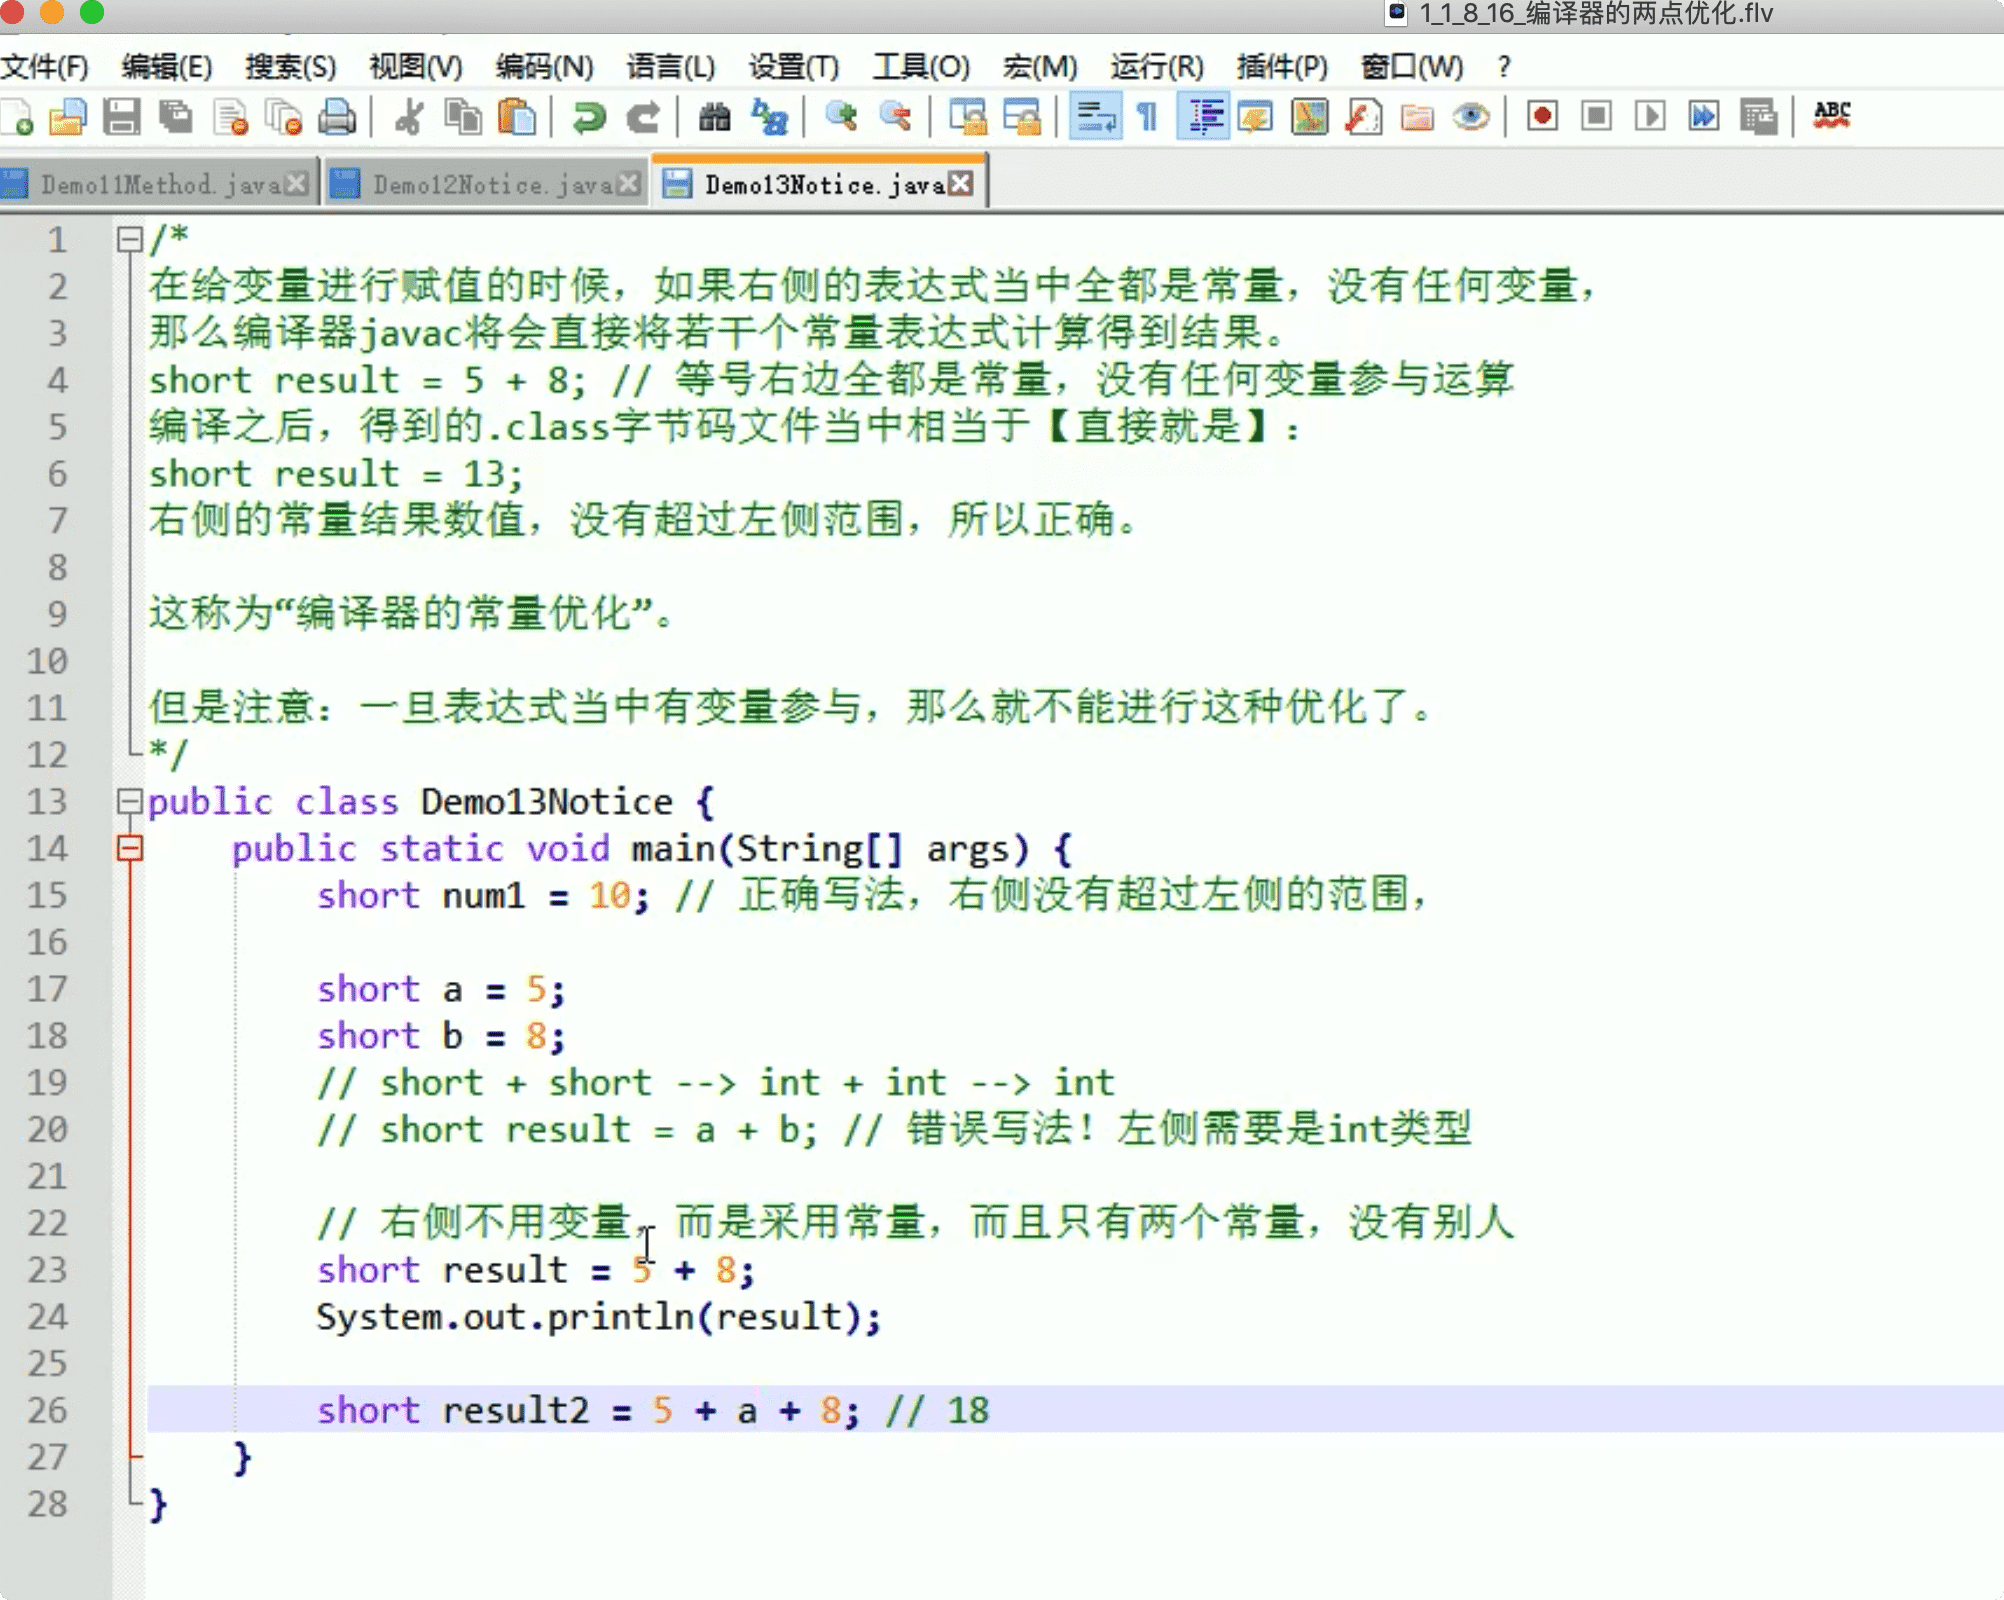 1_1_8_16_编译器的两点优化.flv
文件(F) 编辑(E) 搜索(S) 视图(V) 编码(N) 语言(L) 设置(T) 工具(O) 宏(M) 运行(R) 插件(P) 窗口(W) ?
ABC
Demo11Method.java Demo12Notice.java Demo13Notice.java
1 /*
2 在给变量进行赋值的时候，如果右侧的表达式当中全都是常量，没有任何变量，
3 那么编译器javac将会直接将若干个常量表达式计算得到结果。
4 short result = 5 + 8; // 等号右边全都是常量，没有任何变量参与运算
5 编译之后，得到的.class字节码文件当中相当于【直接就是】：
6 short result = 13;
7 右侧的常量结果数值，没有超过左侧范围，所以正确。
8
9 这称为“编译器的常量优化”。
10
11 但是注意：一旦表达式当中有变量参与，那么就不能进行这种优化了。
12 */
13 public class Demo13Notice {
14 public static void main(String[] args) {
15 short num1 = 10; // 正确写法，右侧没有超过左侧的范围，
16
17 short a = 5;
18 short b = 8;
19 // short + short --> int + int --> int
20 // short result = a + b; // 错误写法！左侧需要是int类型
21
22 // 右侧不用变量，而是采用常量，而且只有两个常量，没有别人
23 short result = 5 + 8;
24 System.out.println(result);
25
26 short result2 = 5 + a + 8; // 18
27 }
28 }